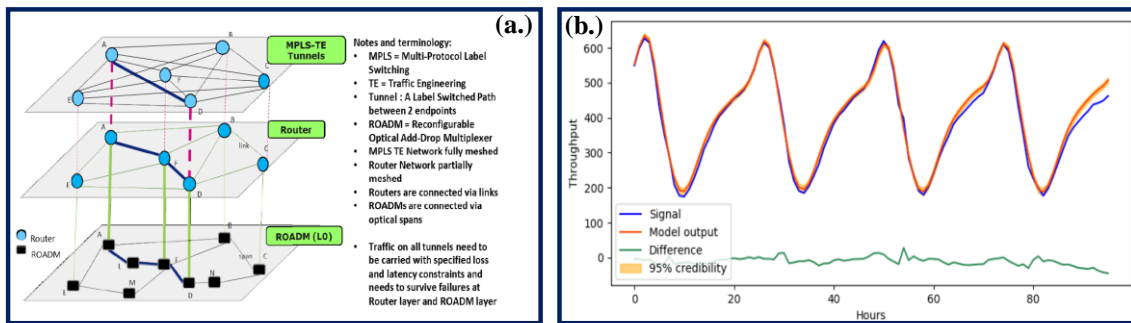 (a.)
MPLS-TE
Tunnels
A
B
C
F
E
D
Router
A
B
link
C
F
E
D
ROADM (L0)
A
B
span
C
L
F
N
E
M
D
Router
ROADM
Notes and terminology:
• MPLS = Multi-Protocol Label
Switching
• TE = Traffic Engineering
• Tunnel : A Label Switched Path
between 2 endpoints
• ROADM = Reconfigurable
Optical Add-Drop Multiplexer
• MPLS TE Network fully meshed
• Router Network partially
meshed
• Routers are connected via links
• ROADMs are connected via
optical spans
• Traffic on all tunnels need to
be carried with specified loss
and latency constraints and
needs to survive failures at
Router layer and ROADM layer
(b.)
Throughput
600
500
400
300
200
100
0
Signal
Model output
Difference
95% credibility
0
20
40
60
80
Hours